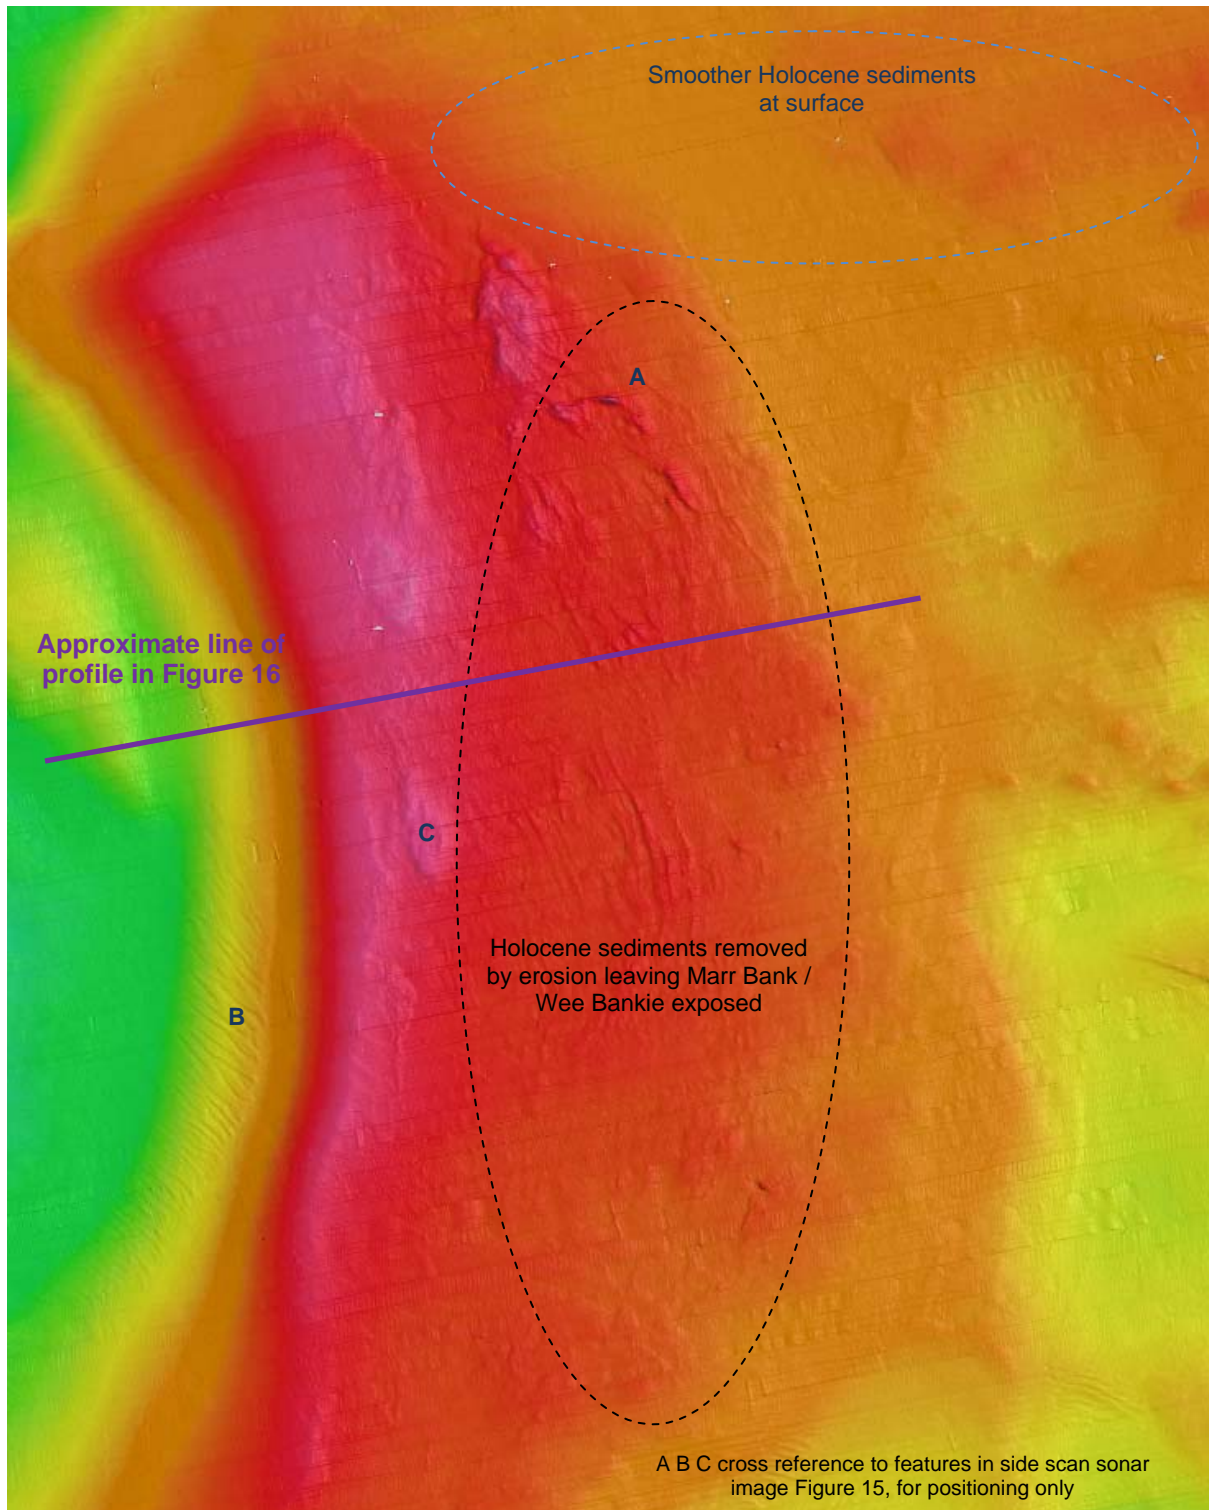 Smoother Holocene sediments
at surface
A
Approximate line of
profile in Figure 16
C
Holocene sediments removed
by erosion leaving Marr Bank /
Wee Bankie exposed
B
A B C cross reference to features in side scan sonar
image Figure 15, for positioning only